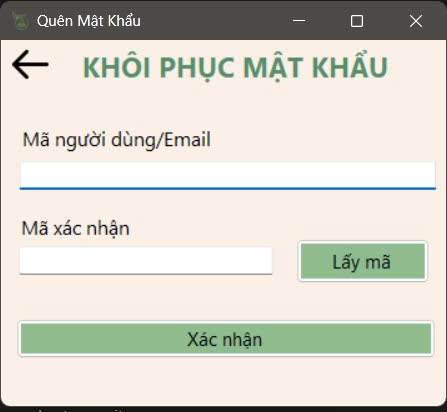 Quên Mật Khẩu
KHÔI PHỤC MẬT KHẨU
Mã người dùng/Email
Mã xác nhận
Lấy mã
Xác nhận